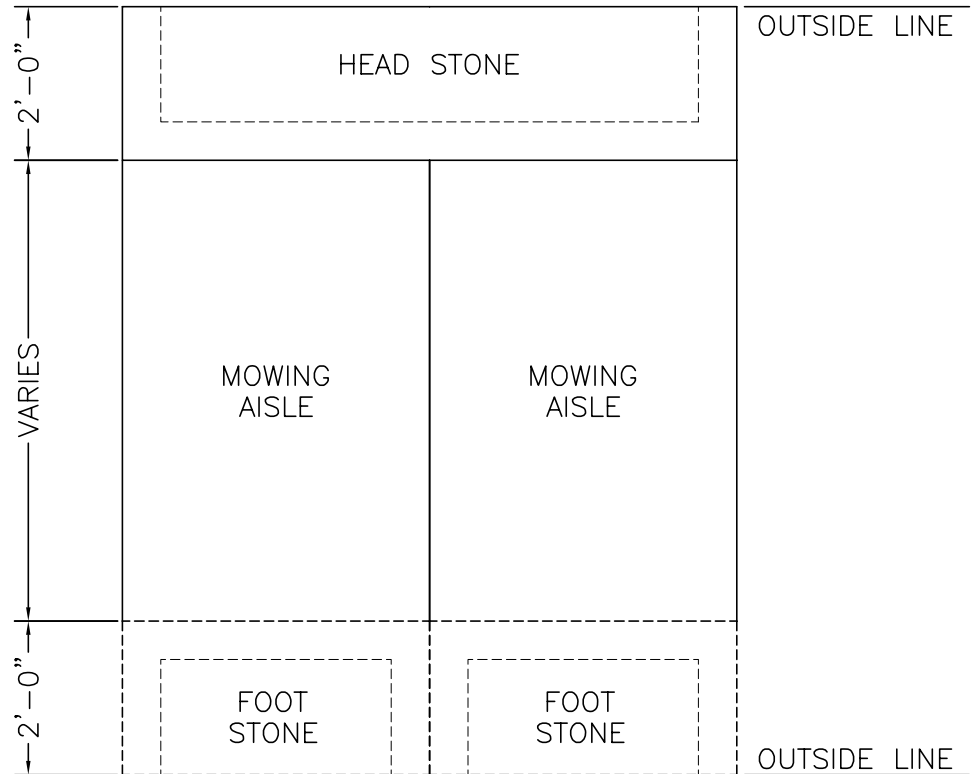 OUTSIDE LINE
2'-0"
HEAD STONE
VARIES
MOWING
AISLE
MOWING
AISLE
2'-0"
FOOT
STONE
FOOT
STONE
OUTSIDE LINE